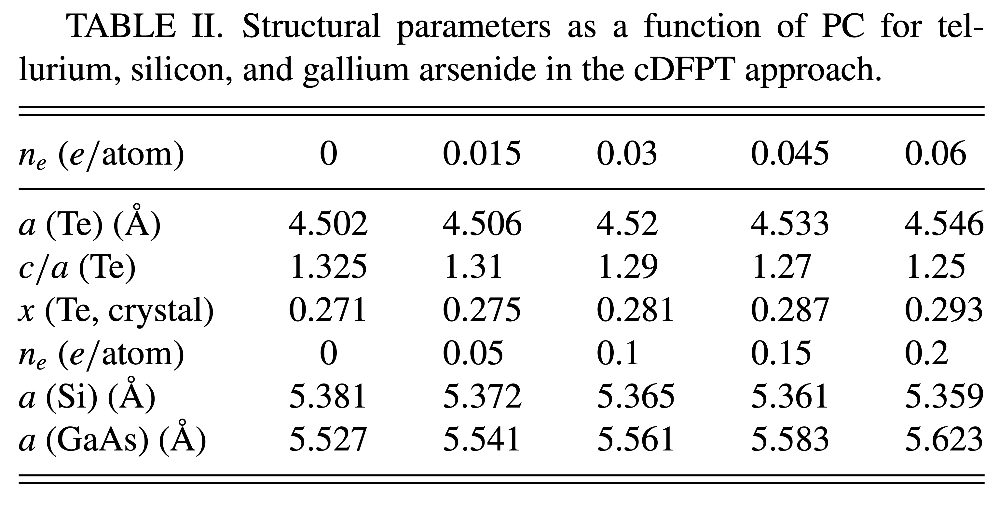 TABLE II. Structural parameters as a function of PC for tel-
lurium, silicon, and gallium arsenide in the cDFPT approach.
nₑ (e/atom) 0 0.015 0.03 0.045 0.06
a (Te) (Å) 4.502 4.506 4.52 4.533 4.546
c/a (Te) 1.325 1.31 1.29 1.27 1.25
x (Te, crystal) 0.271 0.275 0.281 0.287 0.293
nₑ (e/atom) 0 0.05 0.1 0.15 0.2
a (Si) (Å) 5.381 5.372 5.365 5.361 5.359
a (GaAs) (Å) 5.527 5.541 5.561 5.583 5.623